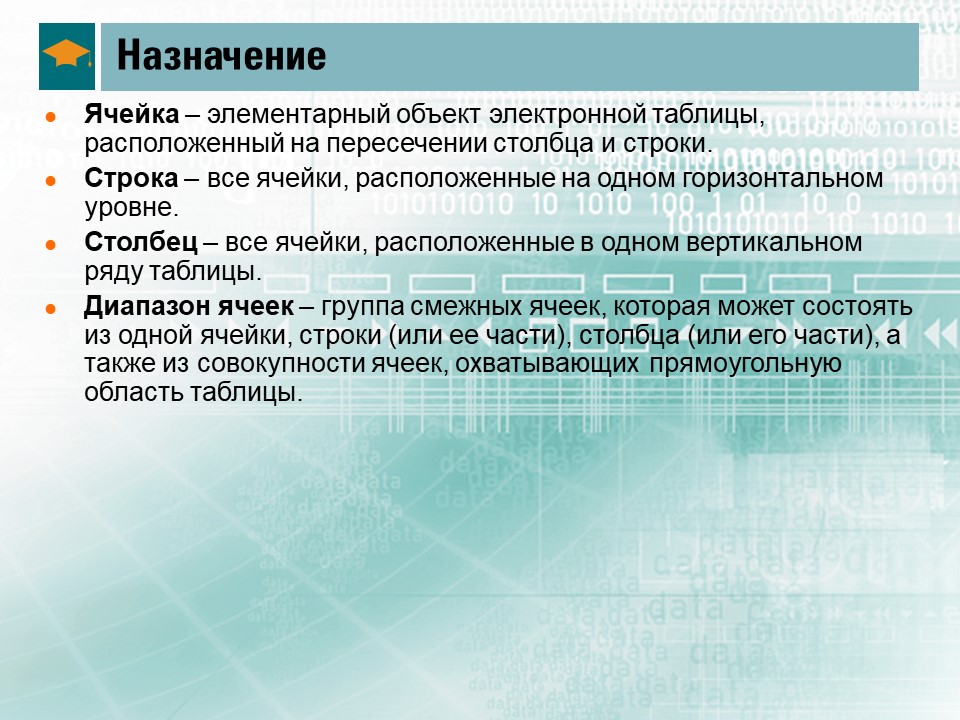 Назначение
Ячейка – элементарный объект электронной таблицы,
расположенный на пересечении столбца и строки.
Строка – все ячейки, расположенные на одном горизонтальном
уровне.
Столбец – все ячейки, расположенные в одном вертикальном
ряду таблицы.
Диапазон ячеек – группа смежных ячеек, которая может состоять
из одной ячейки, строки (или ее части), столбца (или его части), а
также из совокупности ячеек, охватывающих прямоугольную
область таблицы.